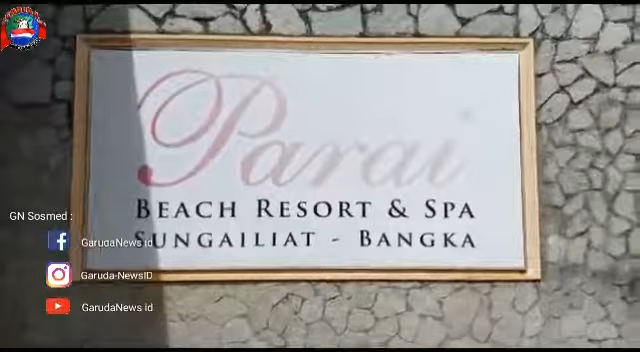 Parai
BEACH RESORT & SPA
SUNGAILIAT - BANGKA
GN Sosmed :
GarudaNews id
Garuda-NewsID
GarudaNews id